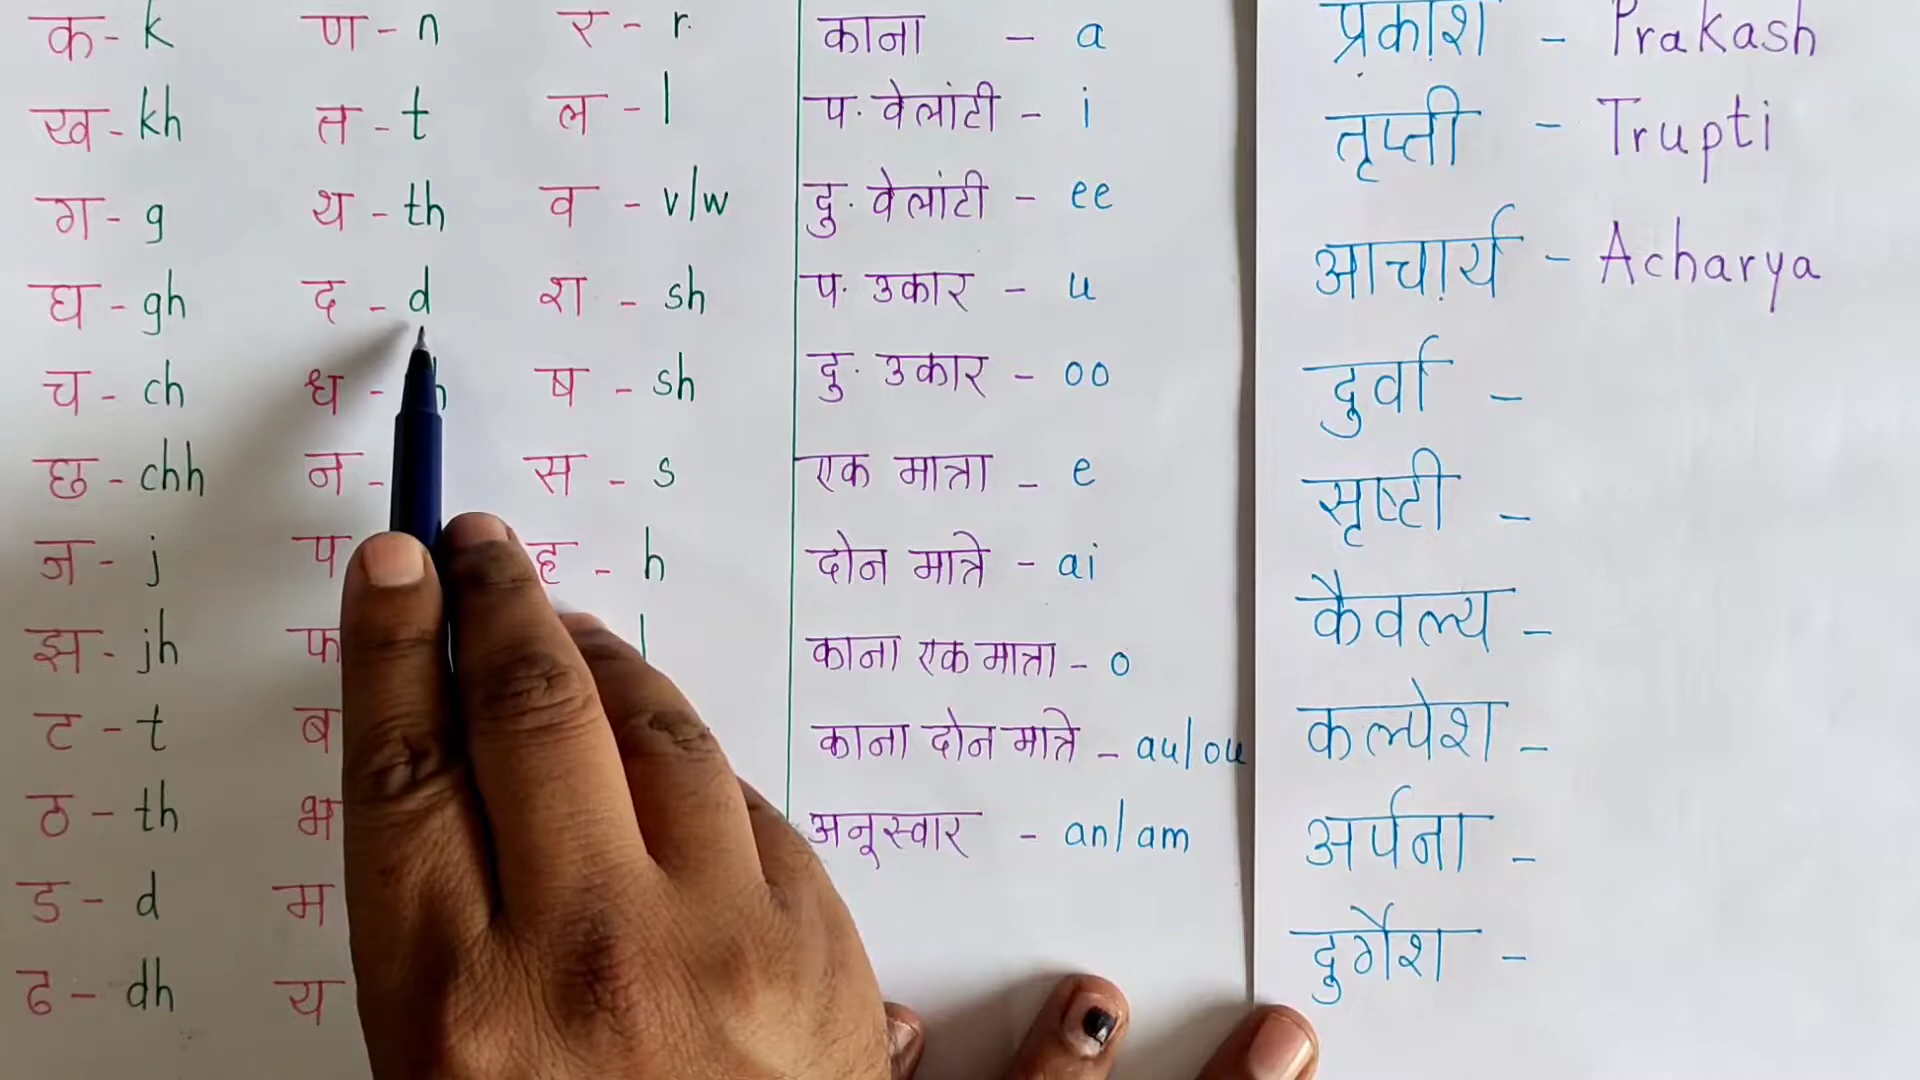 क - k
ख - kh
ग - g
घ - gh
च - ch
छ - chh
ज - j
झ - jh
ट - t
ठ - th
ड - d
ढ - dh
ण - n
त - t
थ - th
द - d
ध -
न -
प
फ
ब
भ
म
य
र - r
ल - l
व - v/w
श - sh
ष - sh
स - s
ह - h
l
काना - a
प. वेलांटी - i
दु. वेलांटी - ee
प. उकार - u
दु. उकार - oo
एक मात्रा - e
दोन मात्रे - ai
काना एक मात्रा - o
काना दोन मात्रे - au/ou
अनूस्वार - an/am
प्रकाश - Prakash
तृप्ती - Trupti
आचार्य - Acharya
दुर्वा -
सृष्टी -
कैवल्य -
कल्पेश -
अर्पना -
दुर्गेश -